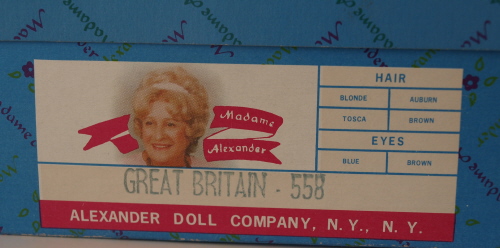 Madame
Alexander
HAIR
BLONDE AUBURN
TOSCA BROWN
EYES
BLUE BROWN
GREAT BRITAIN - 558
ALEXANDER DOLL COMPANY, N.Y., N. Y.